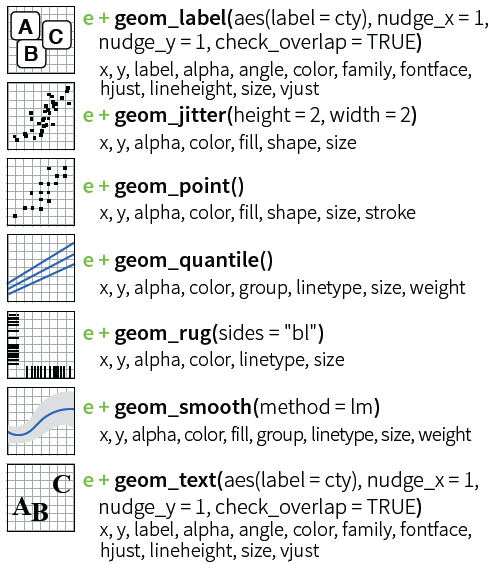 A
B
C
e + geom_label(aes(label = cty), nudge_x = 1,
nudge_y = 1, check_overlap = TRUE)
x, y, label, alpha, angle, color, family, fontface,
hjust, lineheight, size, vjust
e + geom_jitter(height = 2, width = 2)
x, y, alpha, color, fill, shape, size
e + geom_point()
x, y, alpha, color, fill, shape, size, stroke
e + geom_quantile()
x, y, alpha, color, group, linetype, size, weight
e + geom_rug(sides = "bl")
x, y, alpha, color, linetype, size
e + geom_smooth(method = lm)
x, y, alpha, color, fill, group, linetype, size, weight
A
B
C
e + geom_text(aes(label = cty), nudge_x = 1,
nudge_y = 1, check_overlap = TRUE)
x, y, label, alpha, angle, color, family, fontface,
hjust, lineheight, size, vjust